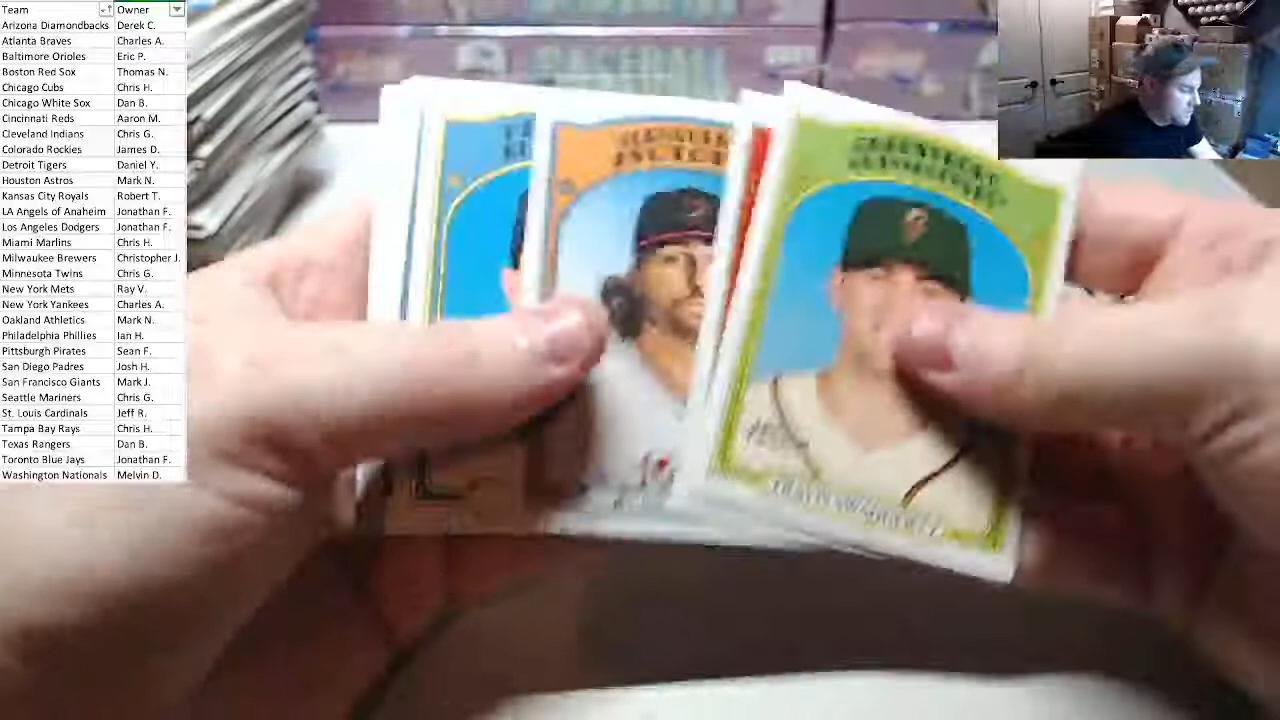 Team Owner
Arizona Diamondbacks Derek C.
Atlanta Braves Charles A.
Baltimore Orioles Eric P.
Boston Red Sox Thomas N.
Chicago Cubs Chris H.
Chicago White Sox Dan B.
Cincinnati Reds Aaron M.
Cleveland Indians Chris G.
Colorado Rockies James D.
Detroit Tigers Daniel Y.
Houston Astros Mark N.
Kansas City Royals Robert T.
LA Angels of Anaheim Jonathan F.
Los Angeles Dodgers Jonathan F.
Miami Marlins Chris H.
Milwaukee Brewers Christopher J.
Minnesota Twins Chris G.
New York Mets Ray V.
New York Yankees Charles A.
Oakland Athletics Mark N.
Philadelphia Phillies Ian H.
Pittsburgh Pirates Sean F.
San Diego Padres Josh H.
San Francisco Giants Mark J.
Seattle Mariners Chris G.
St. Louis Cardinals Jeff R.
Tampa Bay Rays Chris H.
Texas Rangers Dan B.
Toronto Blue Jays Jonathan F.
Washington Nationals Melvin D.